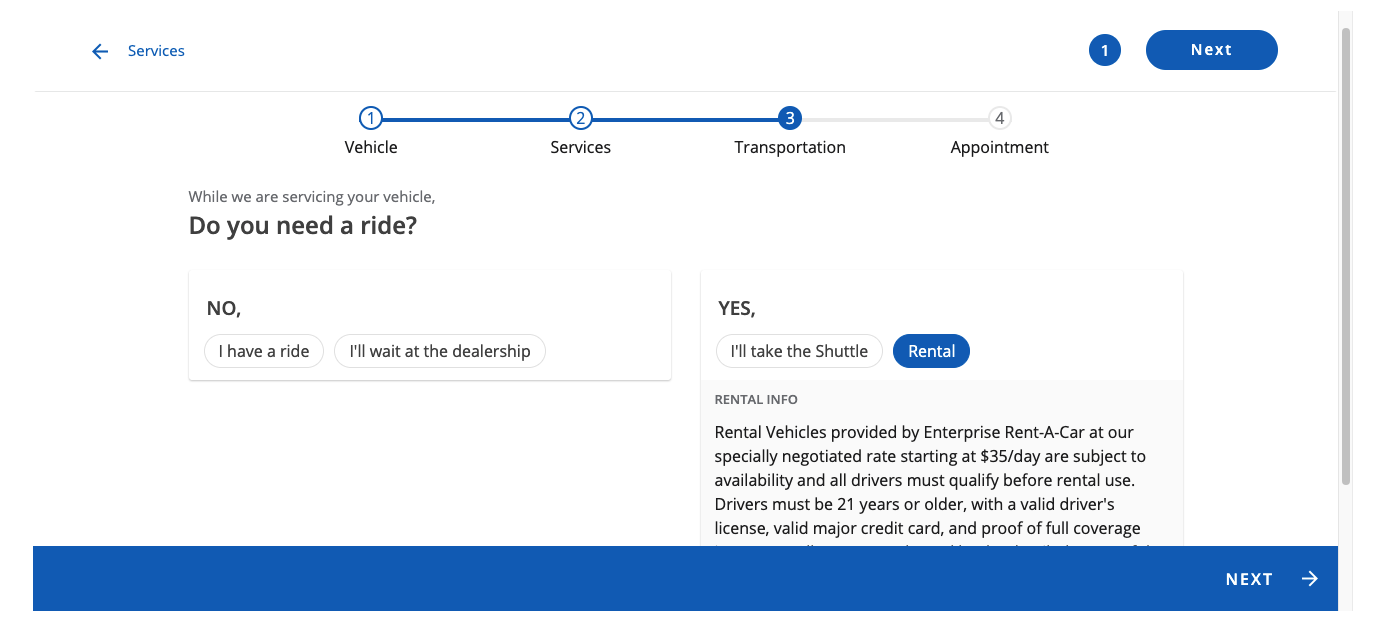 Services
1
Next
1
2
3
4
Vehicle
Services
Transportation
Appointment
While we are servicing your vehicle,
Do you need a ride?
NO,
I have a ride
I'll wait at the dealership
YES,
I'll take the Shuttle
Rental
RENTAL INFO
Rental Vehicles provided by Enterprise Rent-A-Car at our
specially negotiated rate starting at $35/day are subject to
availability and all drivers must qualify before rental use.
Drivers must be 21 years or older, with a valid driver's
license, valid major credit card, and proof of full coverage
NEXT